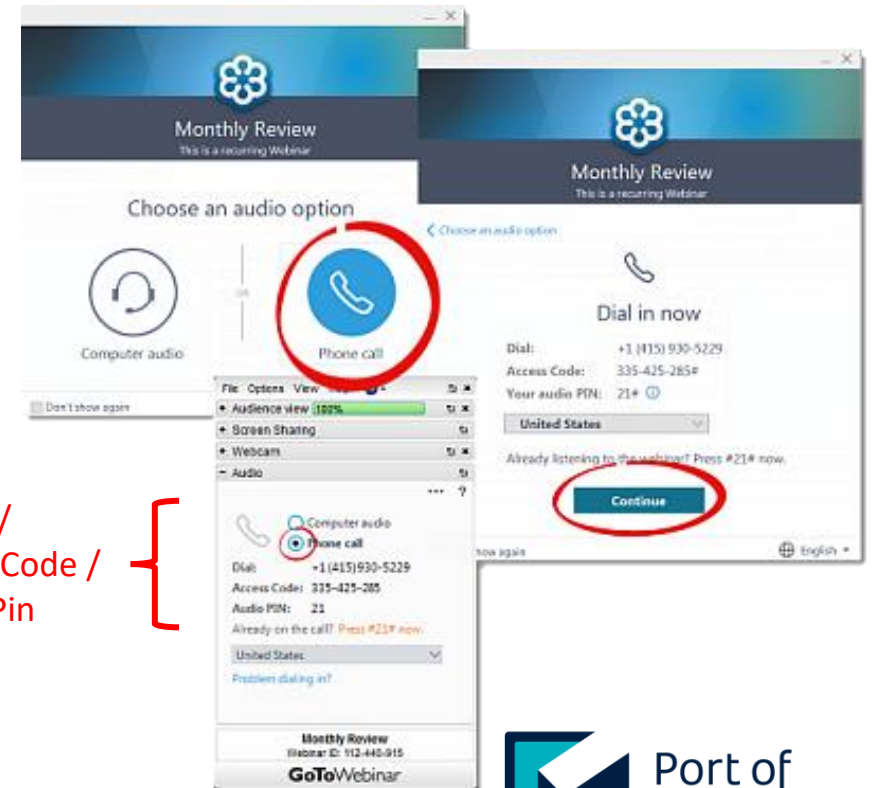 Monthly Review
This is a recurring Webinar
Choose an audio option
OR
Computer audio
Phone call
Don't show again
Monthly Review
This is a recurring Webinar
Choose an audio option
Dial in now
Dial: +1 (415) 930-5229
Access Code: 335-425-285#
Your audio PIN: 21#
United States
Already listening to the webinar? Press #21# now.
Continue
how again
English
File Options View
Audience view 100%
Screen Sharing
Webcam
Audio
... ?
Computer audio
Phone call
Dial: +1 (415) 930-5229
Access Code: 335-425-285
Audio PIN: 21
Already on the call? Press #21# now.
United States
Problem dialing in?
Monthly Review
Webinar ID: 112-440-915
GoToWebinar
/
Code /
Pin
Port of